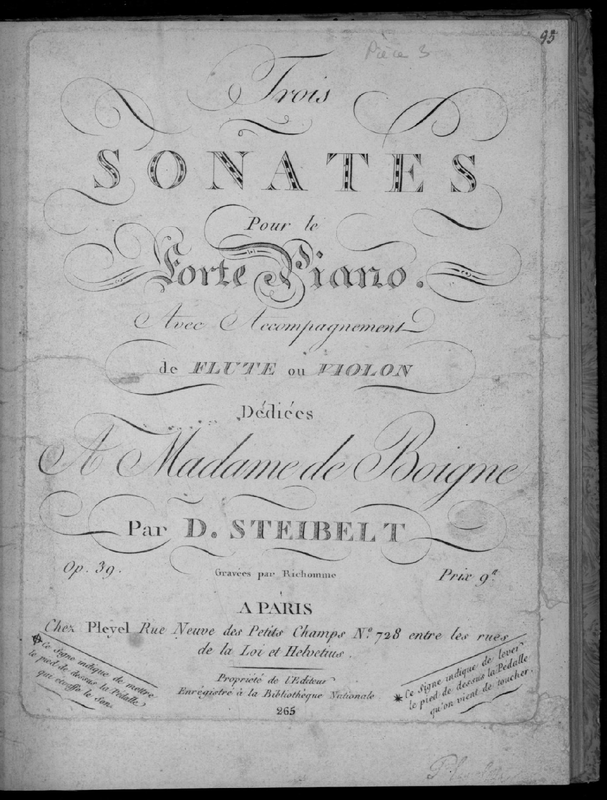 93
Pièce 3
Trois
SONATES
Pour le
Forte Piano.
Avec Accompagnement
de FLUTE ou VIOLON
Dédiées
A Madame de Boigne
Par D. STEIBELT
Op. 39.
Gravées par Richomme
Prix 9#
A PARIS
Chez Pleyel Rue Neuve des Petits Champs No. 728 entre les rues
de la Loi et Helvetius.
Propriété de l'Editeur
Enregistré à la Bibliothèque Nationale
265
Ce Signe indique de mettre
le pied de dessus la Pédalle
qui étouffe le Son.
Ce Signe indique de lever
le pied de dessus la Pédalle
qu'on vient de toucher.